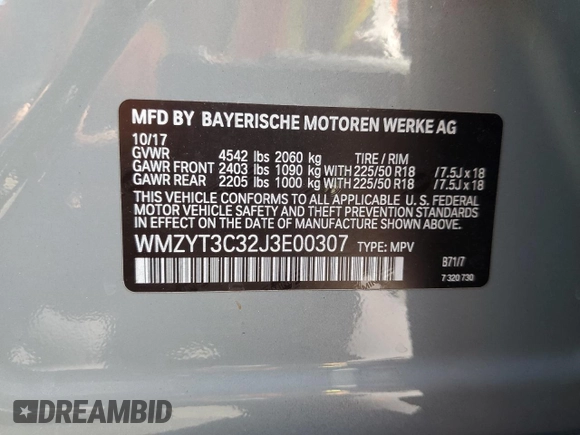 MFD BY BAYERISCHE MOTOREN WERKE AG
10/17
GVWR 4542 lbs 2060 kg TIRE / RIM
GAWR FRONT 2403 lbs 1090 kg WITH 225/50 R18 /7.5J x 18
GAWR REAR 2205 lbs 1000 kg WITH 225/50 R18 /7.5J x 18
THIS VEHICLE CONFORMS TO ALL APPLICABLE U. S. FEDERAL
MOTOR VEHICLE SAFETY AND THEFT PREVENTION STANDARDS
IN EFFECT ON THE DATE OF MANUFACTURE SHOWN ABOVE.
WMZYT3C32J3E00307 TYPE: MPV
B71/7
7 320 730
DREAMBID